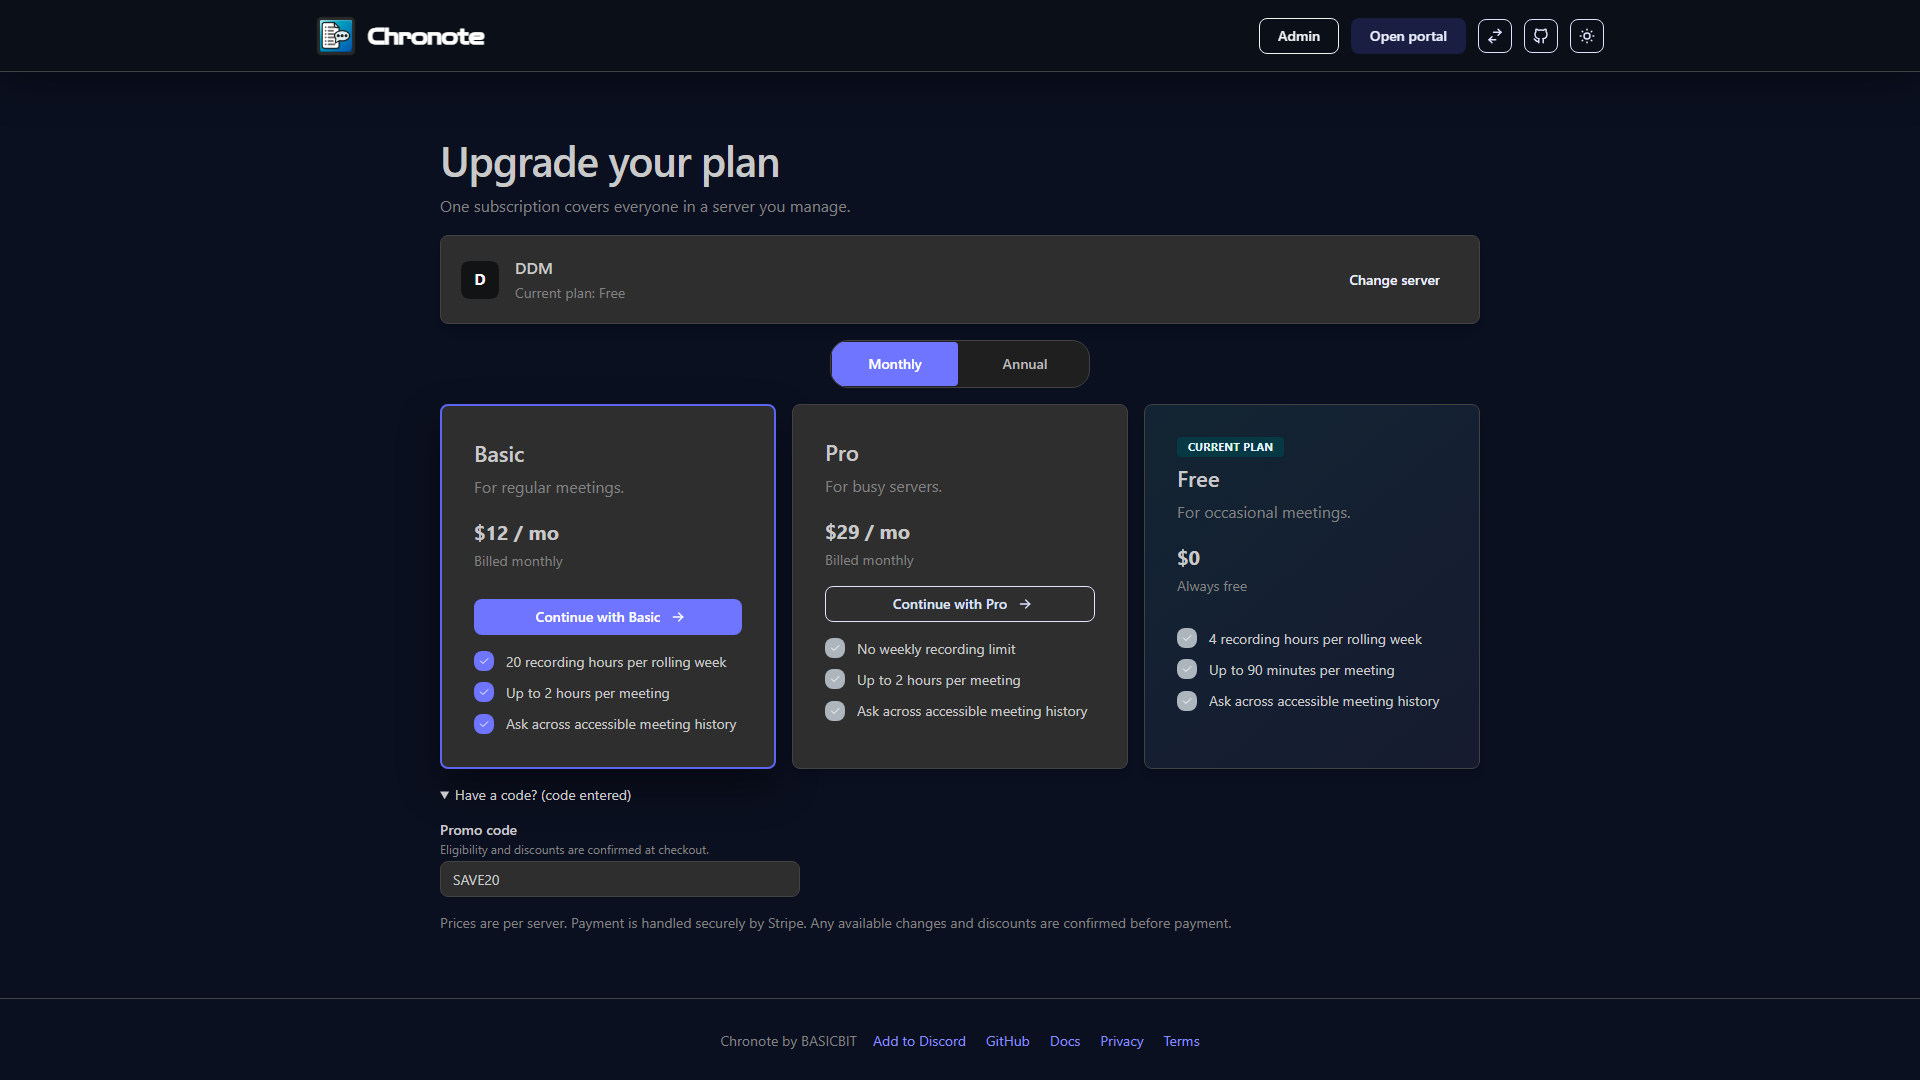 Chronote
Admin
Open portal
Upgrade your plan
One subscription covers everyone in a server you manage.
D
DDM
Current plan: Free
Change server
Monthly
Annual
Basic
For regular meetings.
$12 / mo
Billed monthly
Continue with Basic →
20 recording hours per rolling week
Up to 2 hours per meeting
Ask across accessible meeting history
Pro
For busy servers.
$29 / mo
Billed monthly
Continue with Pro →
No weekly recording limit
Up to 2 hours per meeting
Ask across accessible meeting history
CURRENT PLAN
Free
For occasional meetings.
$0
Always free
4 recording hours per rolling week
Up to 90 minutes per meeting
Ask across accessible meeting history
▼ Have a code? (code entered)
Promo code
Eligibility and discounts are confirmed at checkout.
SAVE20
Prices are per server. Payment is handled securely by Stripe. Any available changes and discounts are confirmed before payment.
Chronote by BASICBIT Add to Discord GitHub Docs Privacy Terms